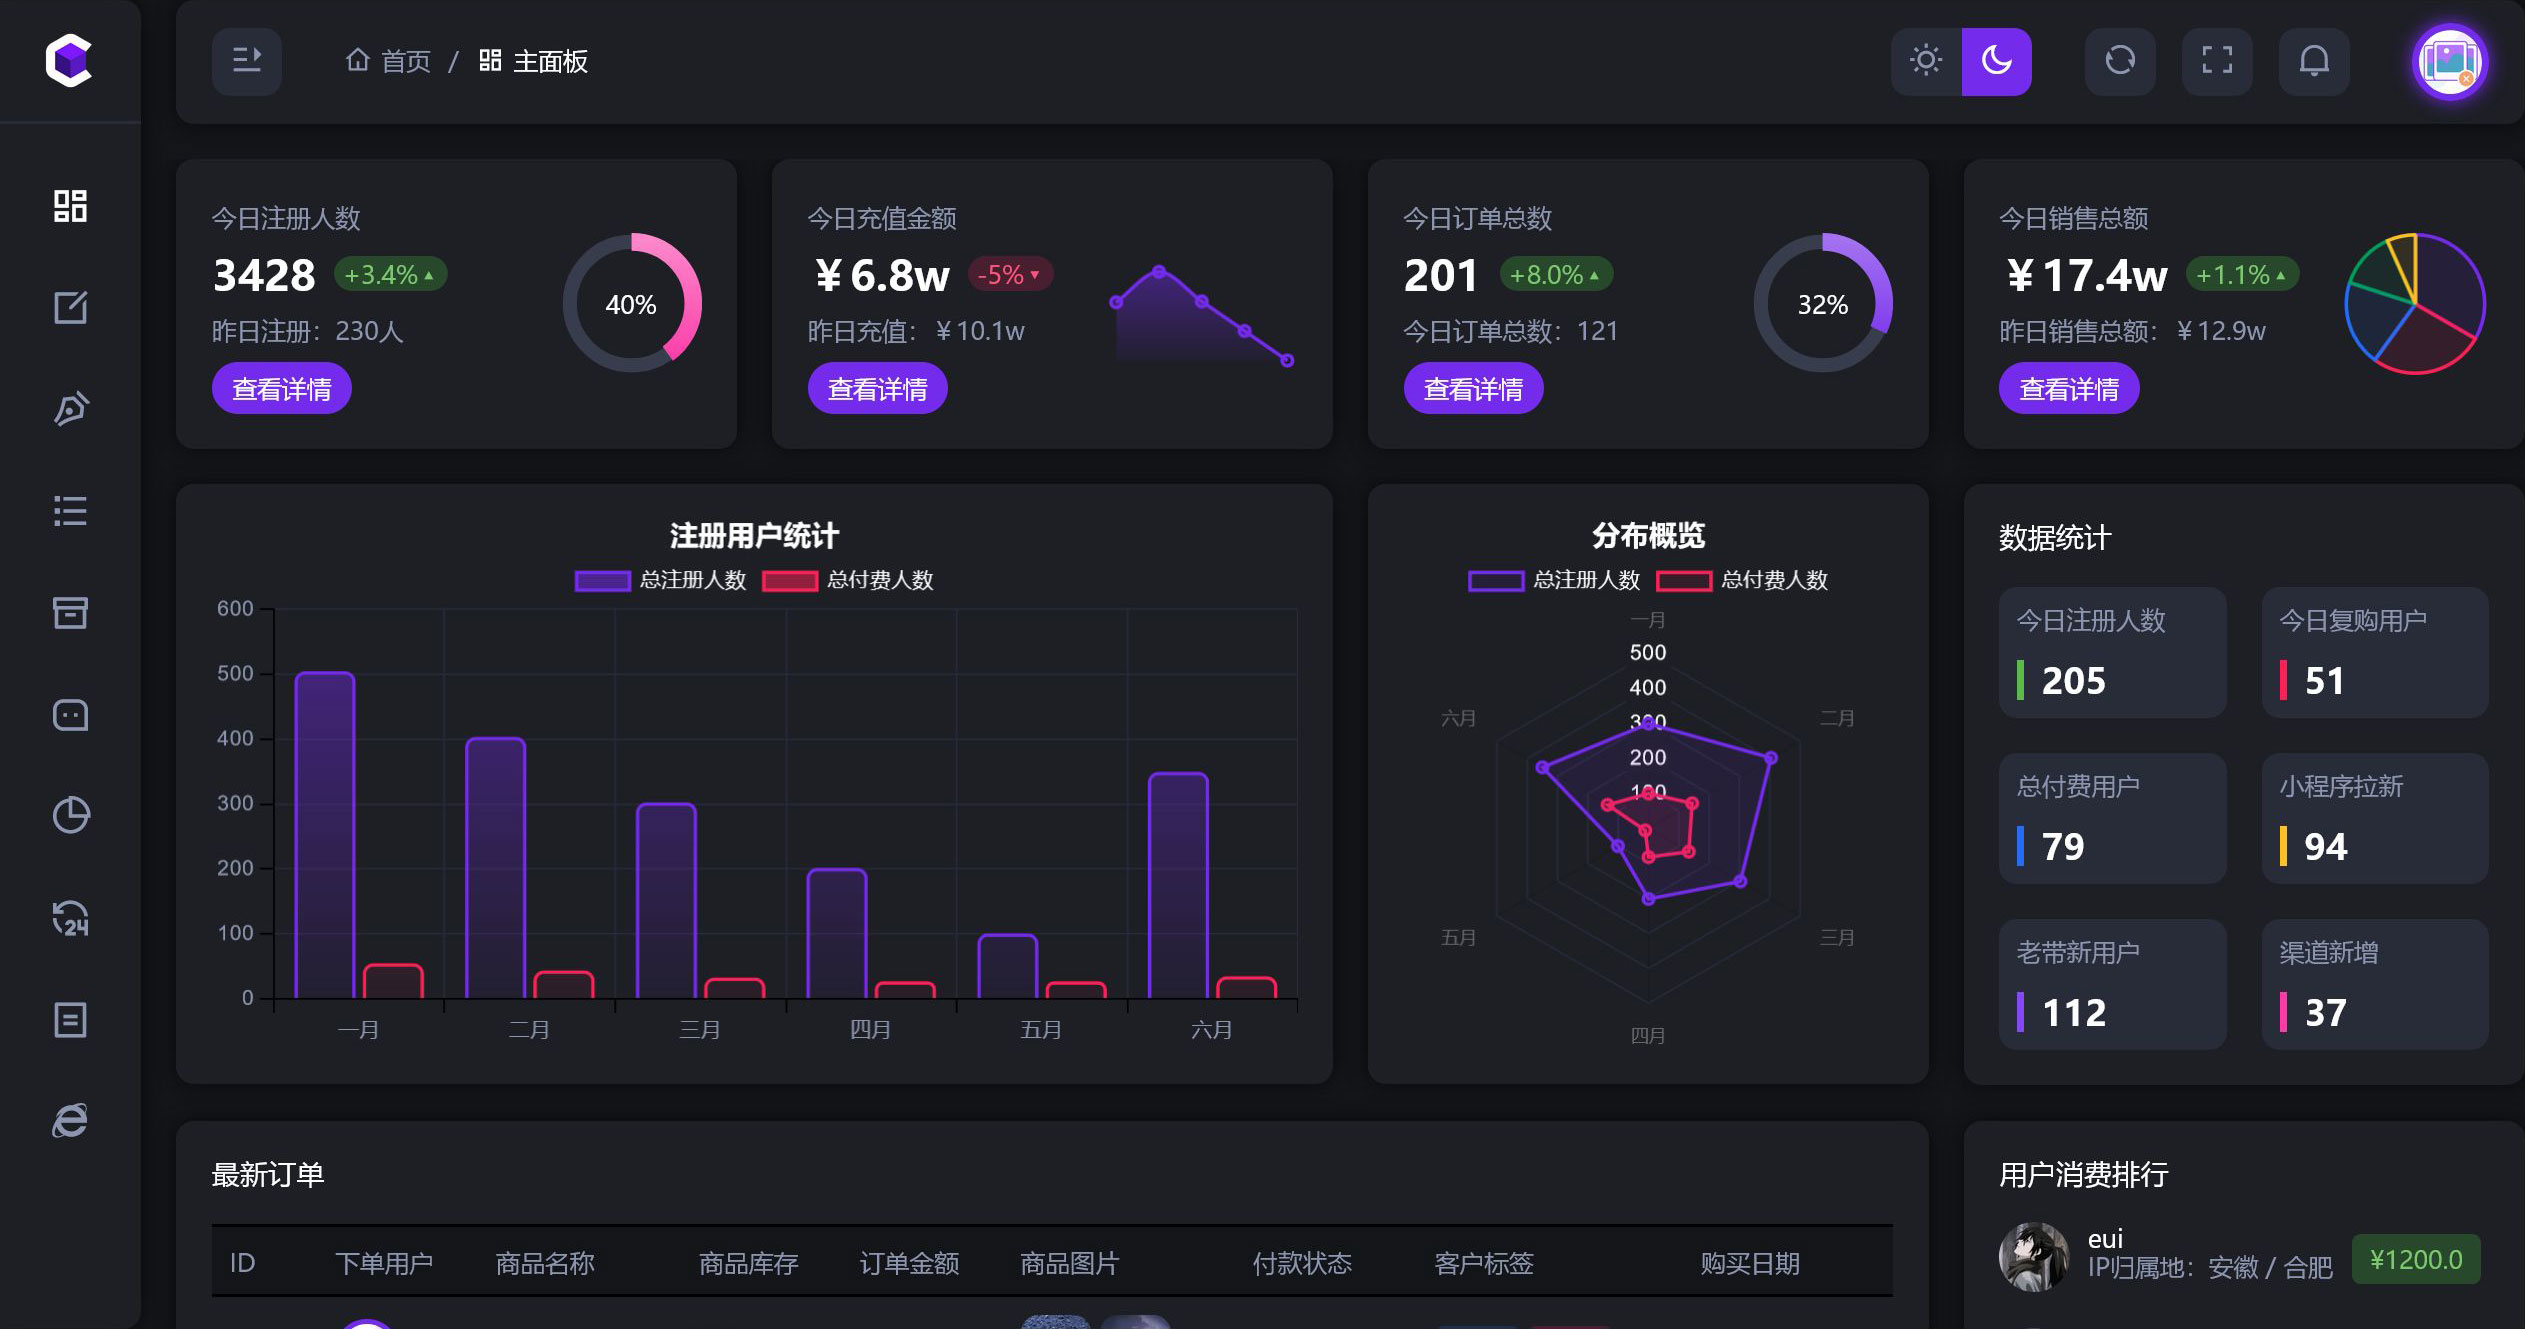 首页 / 主面板
今日注册人数
3428 +3.4%▲
昨日注册：230人
查看详情
40%
今日充值金额
¥6.8w -5%▼
昨日充值：¥10.1w
查看详情
今日订单总数
201 +8.0%▲
今日订单总数：121
查看详情
32%
今日销售总额
¥17.4w +1.1%▲
昨日销售总额：¥12.9w
查看详情
24
注册用户统计
总注册人数 总付费人数
600
500
400
300
200
100
0
一月 二月 三月 四月 五月 六月
分布概览
总注册人数 总付费人数
一月
500
400
300
200
100
六月 二月
五月 三月
四月
数据统计
今日注册人数
205
今日复购用户
51
总付费用户
79
小程序拉新
94
老带新用户
112
渠道新增
37
最新订单
ID 下单用户 商品名称 商品库存 订单金额 商品图片 付款状态 客户标签 购买日期
用户消费排行
eui
IP归属地：安徽 / 合肥
¥1200.0